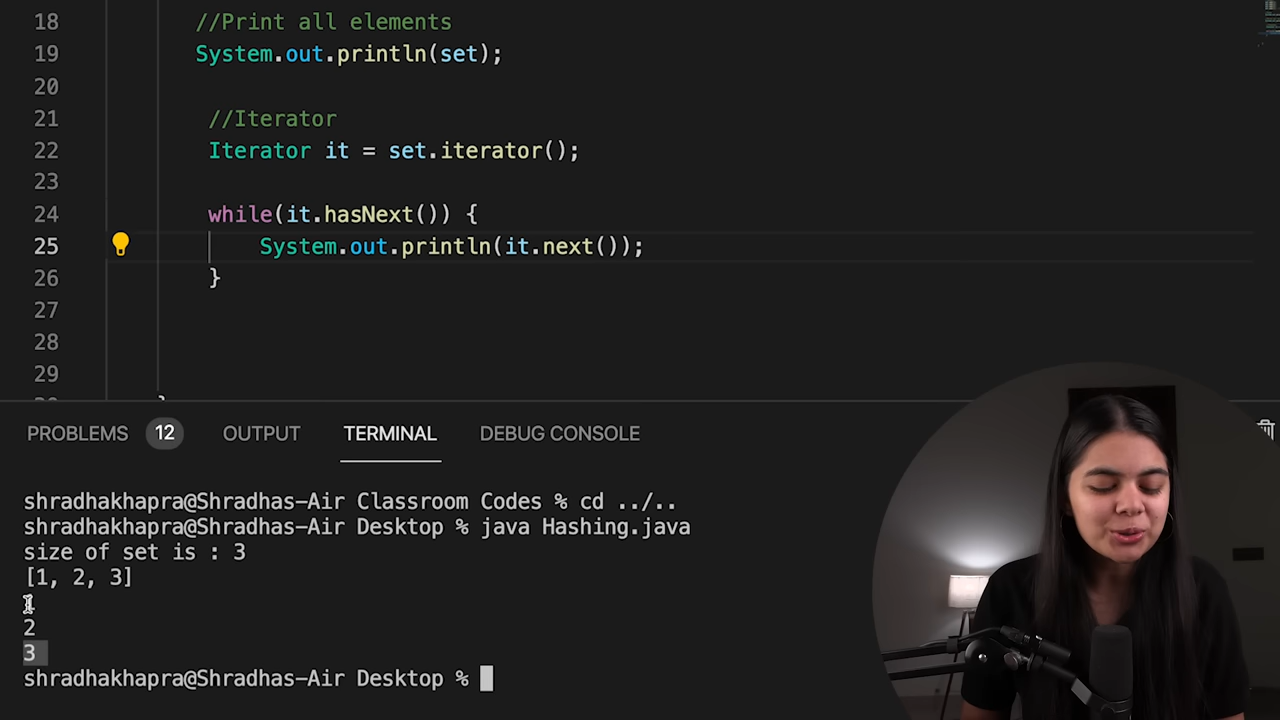 18 //Print all elements
19 System.out.println(set);
20
21 //Iterator
22 Iterator it = set.iterator();
23
24 while(it.hasNext()) {
25 System.out.println(it.next());
26 }
27
28
29
PROBLEMS 12 OUTPUT TERMINAL DEBUG CONSOLE
shradhakhapra@Shradhas-Air Classroom Codes % cd ../..
shradhakhapra@Shradhas-Air Desktop % java Hashing.java
size of set is : 3
[1, 2, 3]
1
2
3
shradhakhapra@Shradhas-Air Desktop %